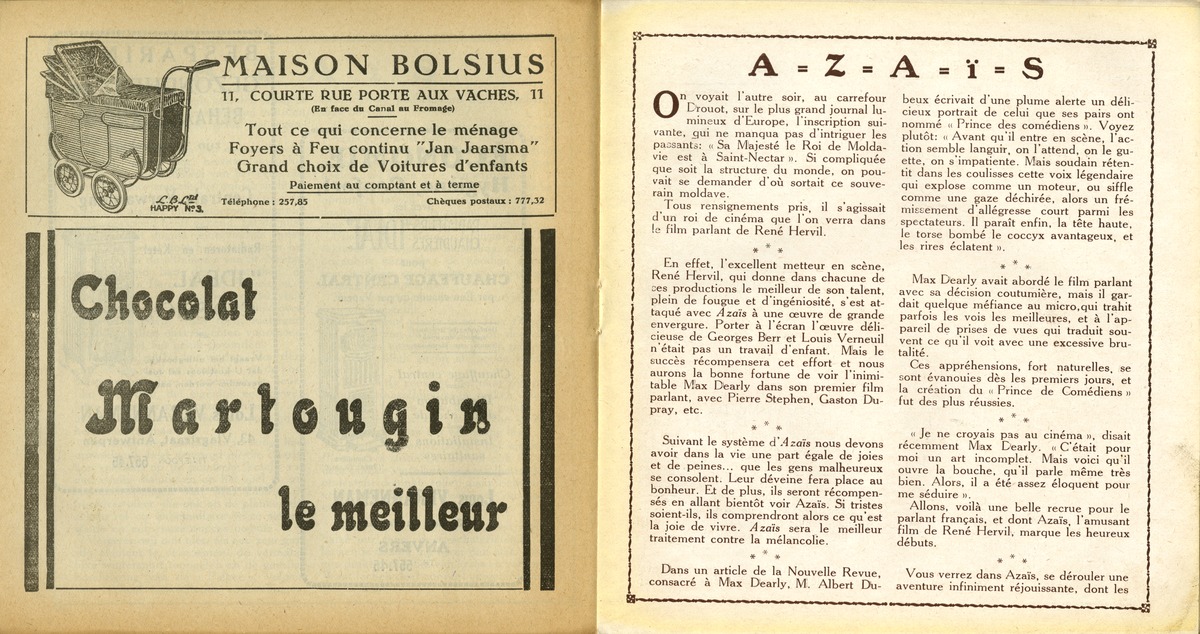 MAISON BOLSIUS
11, COURTE RUE PORTE AUX VACHES, 11
(En face du Canal au Fromage)
Tout ce qui concerne le ménage
Foyers à Feu continu "Jan Jaarsma"
Grand choix de Voitures d'enfants
Paiement au comptant et à terme
Téléphone : 257,85 Chèques postaux : 777,32
HAPPY No 3.
Chocolat
Martougin
le meilleur
A = Z = A = ï = S
On voyait l'autre soir, au carrefour
Drouot, sur le plus grand journal lu-
mineux d'Europe, l'inscription sui-
vante, qui ne manqua pas d'intriguer les
passants: « Sa Majesté le Roi de Molda-
vie est à Saint-Nectar ». Si compliquée
que soit la structure du monde, on pou-
vait se demander d'où sortait ce souve-
rain moldave.
Tous renseignements pris, il s'agissait
d'un roi de cinéma que l'on verra dans
le film parlant de René Hervil.
* * *
En effet, l'excellent metteur en scène,
René Hervil, qui donne dans chacune de
ces productions le meilleur de son talent,
plein de fougue et d'ingéniosité, s'est at-
taqué avec Azaïs à une œuvre de grande
envergure. Porter à l'écran l'œuvre déli-
cieuse de Georges Berr et Louis Verneuil
n'était pas un travail d'enfant. Mais le
succès récompensera cet effort et nous
aurons la bonne fortune de voir l'inimi-
table Max Dearly dans son premier film
parlant, avec Pierre Stephen, Gaston Du-
pray, etc.
* * *
Suivant le système d'Azaïs nous devons
avoir dans la vie une part égale de joies
et de peines... que les gens malheureux
se consolent. Leur déveine fera place au
bonheur. Et de plus, ils seront récompen-
sés en allant bientôt voir Azaïs. Si tristes
soient-ils, ils comprendront alors ce qu'est
la joie de vivre. Azaïs sera le meilleur
traitement contre la mélancolie.
* * *
Dans un article de la Nouvelle Revue,
consacré à Max Dearly, M. Albert Du-
beux écrivait d'une plume alerte un déli-
cieux portrait de celui que ses pairs ont
nommé « Prince des comédiens ». Voyez
plutôt: « Avant qu'il entre en scène, l'ac-
tion semble languir, on l'attend, on le gu-
ette, on s'impatiente. Mais soudain réten-
tit dans les coulisses cette voix légendaire
qui explose comme un moteur, ou siffle
comme une gaze déchirée, alors un fré-
missement d'allégresse court parmi les
spectateurs. Il paraît enfin, la tête haute,
le torse bombé le coccyx avantageux, et
les rires éclatent ».
* * *
Max Dearly avait abordé le film parlant
avec sa décision coutumière, mais il gar-
dait quelque méfiance au micro,qui trahit
parfois les vois les meilleures, et à l'ap-
pareil de prises de vues qui traduit sou-
vent ce qu'il voit avec une excessive bru-
talité.
Ces appréhensions, fort naturelles, se
sont évanouies dès les premiers jours, et
la création du « Prince de Comédiens »
fut des plus réussies.
* * *
« Je ne croyais pas au cinéma », disait
récemment Max Dearly. « C'était pour
moi un art incomplet. Mais voici qu'il
ouvre la bouche, qu'il parle même très
bien. Alors, il a été assez éloquent pour
me séduire ».
Allons, voilà une belle recrue pour le
parlant français, et dont Azaïs, l'amusant
film de René Hervil, marque les heureux
débuts.
* * *
Vous verrez dans Azaïs, se dérouler une
aventure infiniment réjouissante, dont les